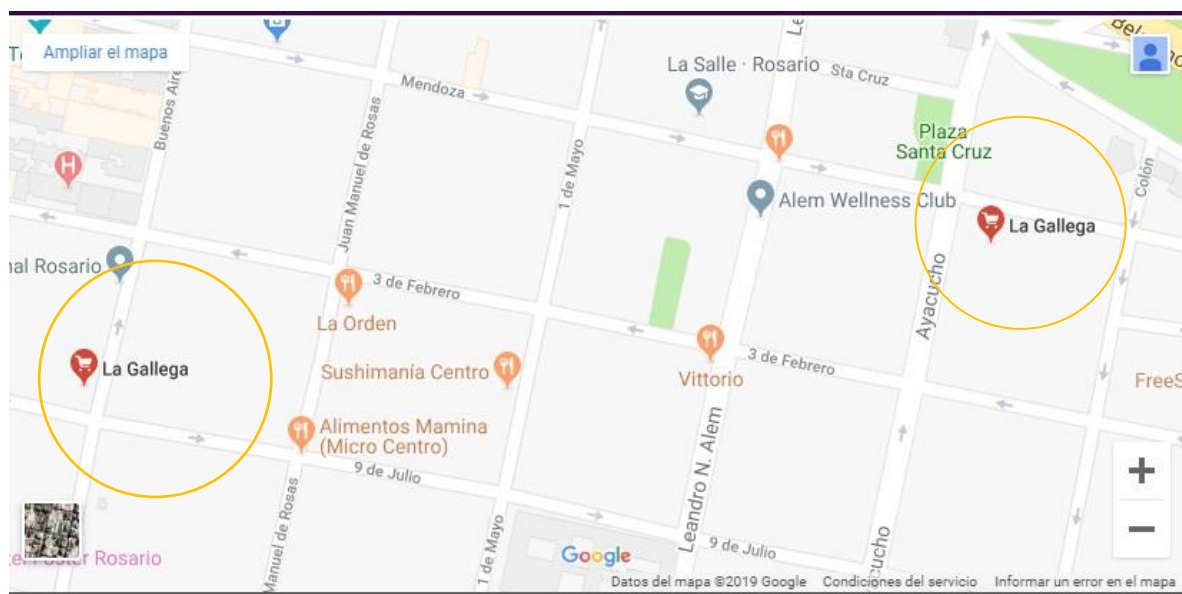 Ampliar el mapa
Mendoza
La Salle · Rosario
Sta Cruz
Buenos Aire
Juan Manuel de Rosas
1 de Mayo
Plaza
Santa Cruz
Colón
Alem Wellness Club
La Gallega
nal Rosario
3 de Febrero
La Orden
Ayacucho
La Gallega
Sushimanía Centro
Vittorio
3 de Febrero
FreeS
Alimentos Mamina
(Micro Centro)
9 de Julio
Leandro N. Alem
Manuel de Rosas
1 de Mayo
9 de Julio
cucho
Rosario
Google
Datos del mapa ©2019 Google Condiciones del servicio Informar un error en el mapa